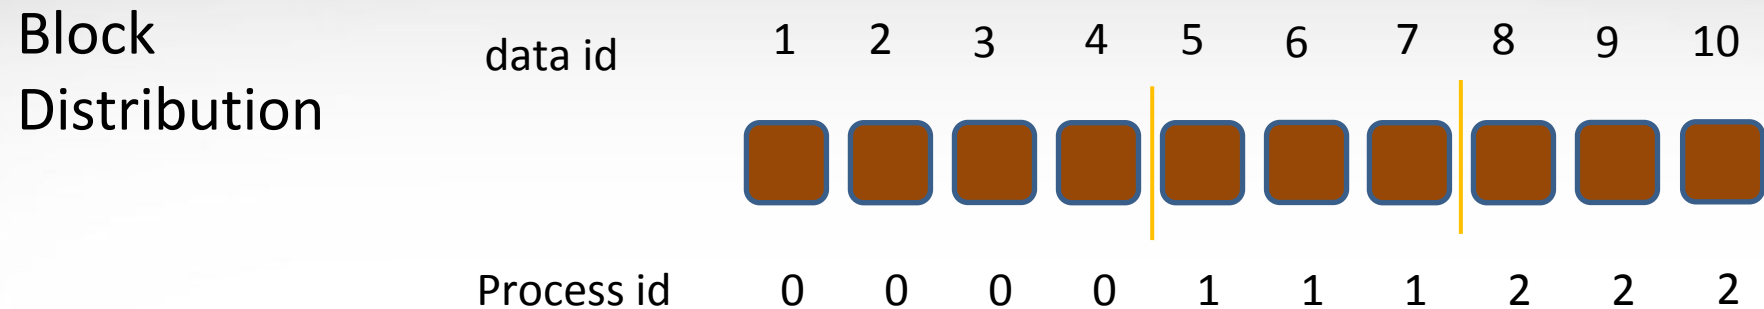 Block
Distribution
data id 1 2 3 4 5 6 7 8 9 10
Process id 0 0 0 0 1 1 1 2 2 2